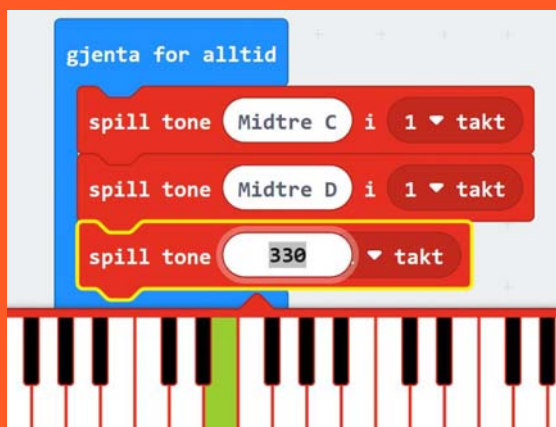 gjenta for alltid
spill tone Midtre C i 1 takt
spill tone Midtre D i 1 takt
spill tone 330 takt